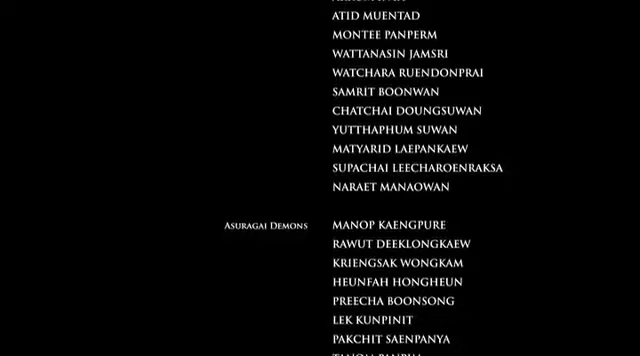 ATID MUENTAD
MONTEE PANPERM
WATTANASIN JAMSRI
WATCHARA RUENDONPRAI
SAMRIT BOONWAN
CHATCHAI DOUNGSUWAN
YUTTHAPHUM SUWAN
MATYARID LAEPANKAEW
SUPACHAI LEECHAROENRAKSA
NARAET MANAOWAN
ASURAGAI DEMONS MANOP KAENGPURE
RAWUT DEEKLONGKAEW
KRIENGSAK WONGKAM
HEUNFAH HONGHEUN
PREECHA BOONSONG
LEK KUNPINIT
PAKCHIT SAENPANYA